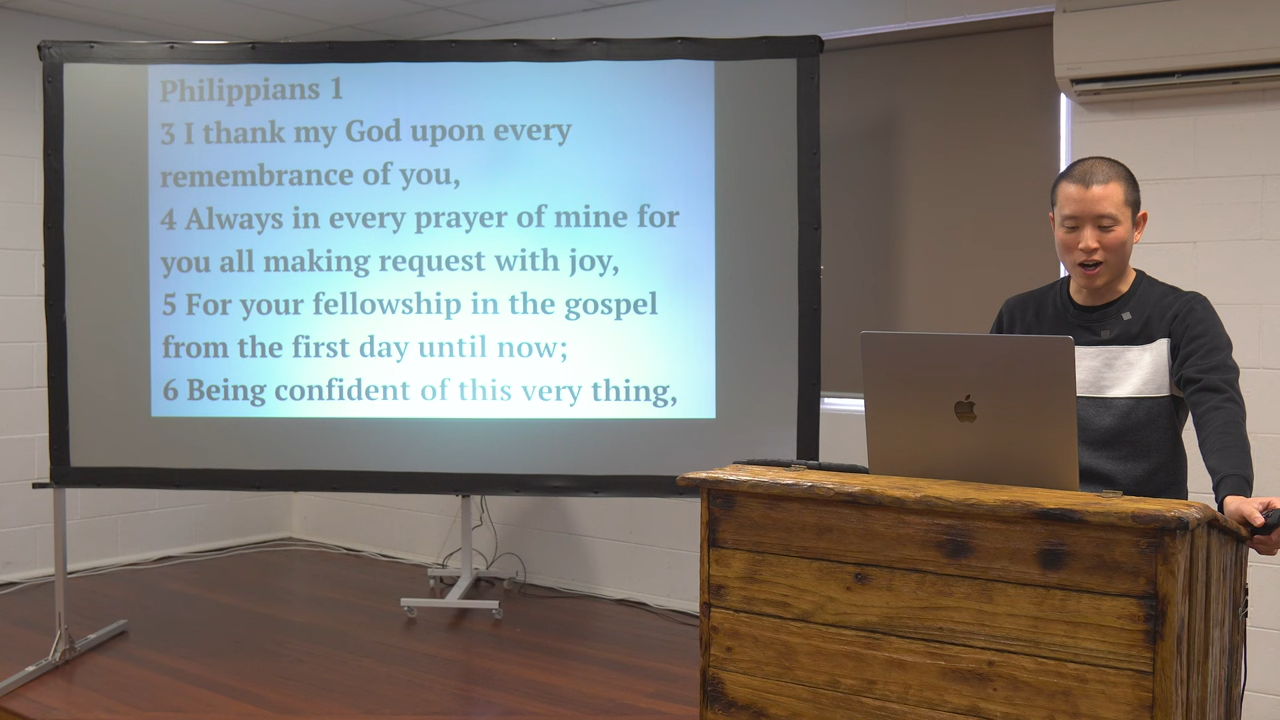 Philippians 1
3 I thank my God upon every
remembrance of you,
4 Always in every prayer of mine for
you all making request with joy,
5 For your fellowship in the gospel
from the first day until now;
6 Being confident of this very thing,